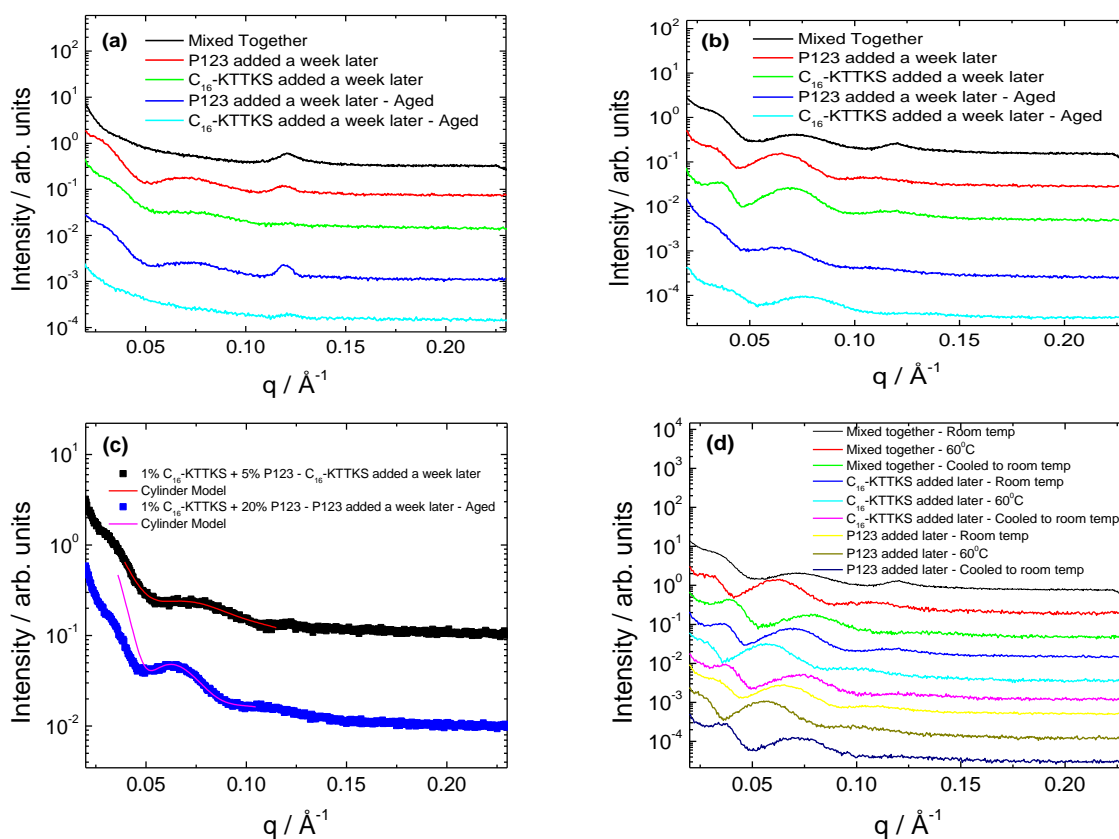 (a)
Mixed Together
P123 added a week later
C16-KTTKS added a week later
P123 added a week later - Aged
C16-KTTKS added a week later - Aged
10^2
10^1
10^0
10^-1
10^-2
10^-3
10^-4
Intensity / arb. units
0.05 0.10 0.15 0.20
q / Å^-1
(b)
Mixed Together
P123 added a week later
C16-KTTKS added a week later
P123 added a week later - Aged
C16-KTTKS added a week later - Aged
10^2
10^1
10^0
10^-1
10^-2
10^-3
10^-4
Intensity / arb. units
0.05 0.10 0.15 0.20
q / Å^-1
(c)
1% C16-KTTKS + 5% P123 - C16-KTTKS added a week later
Cylinder Model
1% C16-KTTKS + 20% P123 - P123 added a week later - Aged
Cylinder Model
10^1
10^0
10^-1
10^-2
Intensity / arb. units
0.05 0.10 0.15 0.20
q / Å^-1
(d)
Mixed together - Room temp
Mixed together - 60^0C
Mixed together - Cooled to room temp
C16-KTTKS added later - Room temp
C16-KTTKS added later - 60^0C
C16-KTTKS added later - Cooled to room temp
P123 added later - Room temp
P123 added later - 60^0C
P123 added later - Cooled to room temp
10^4
10^3
10^2
10^1
10^0
10^-1
10^-2
10^-3
10^-4
Intensity / arb. units
0.05 0.10 0.15 0.20
q / Å^-1